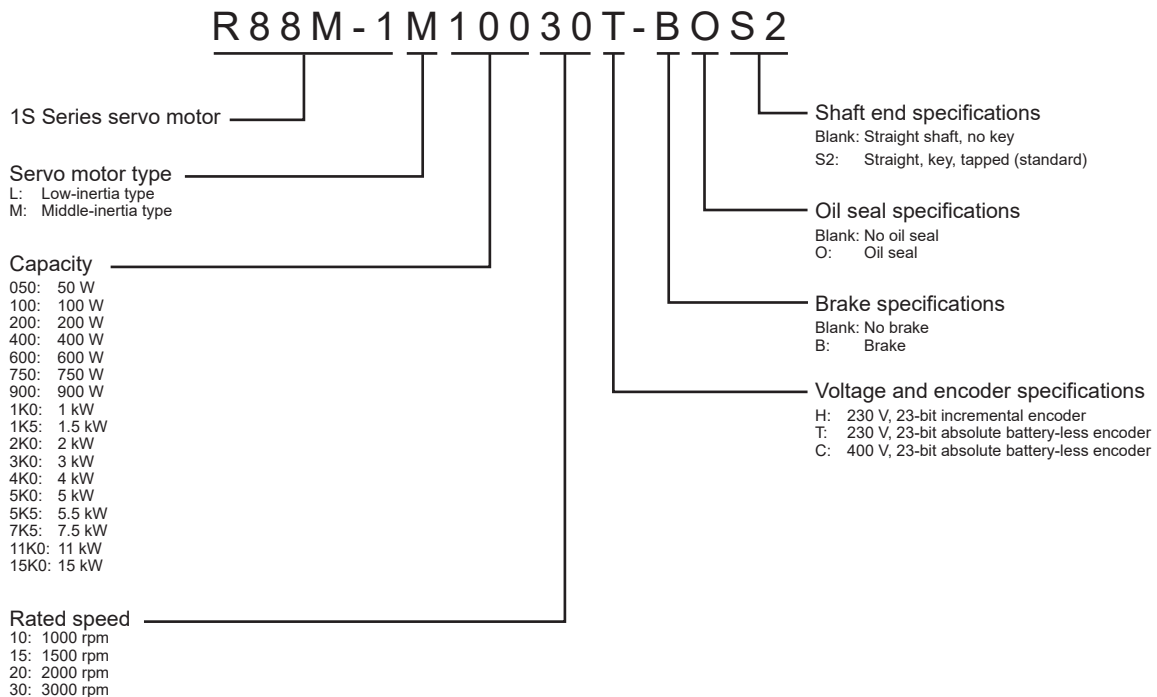 R88M-1M10030T-BOS2
1S Series servo motor
Servo motor type
L: Low-inertia type
M: Middle-inertia type
Capacity
050: 50 W
100: 100 W
200: 200 W
400: 400 W
600: 600 W
750: 750 W
900: 900 W
1K0: 1 kW
1K5: 1.5 kW
2K0: 2 kW
3K0: 3 kW
4K0: 4 kW
5K0: 5 kW
5K5: 5.5 kW
7K5: 7.5 kW
11K0: 11 kW
15K0: 15 kW
Rated speed
10: 1000 rpm
15: 1500 rpm
20: 2000 rpm
30: 3000 rpm
Shaft end specifications
Blank: Straight shaft, no key
S2: Straight, key, tapped (standard)
Oil seal specifications
Blank: No oil seal
O: Oil seal
Brake specifications
Blank: No brake
B: Brake
Voltage and encoder specifications
H: 230 V, 23-bit incremental encoder
T: 230 V, 23-bit absolute battery-less encoder
C: 400 V, 23-bit absolute battery-less encoder